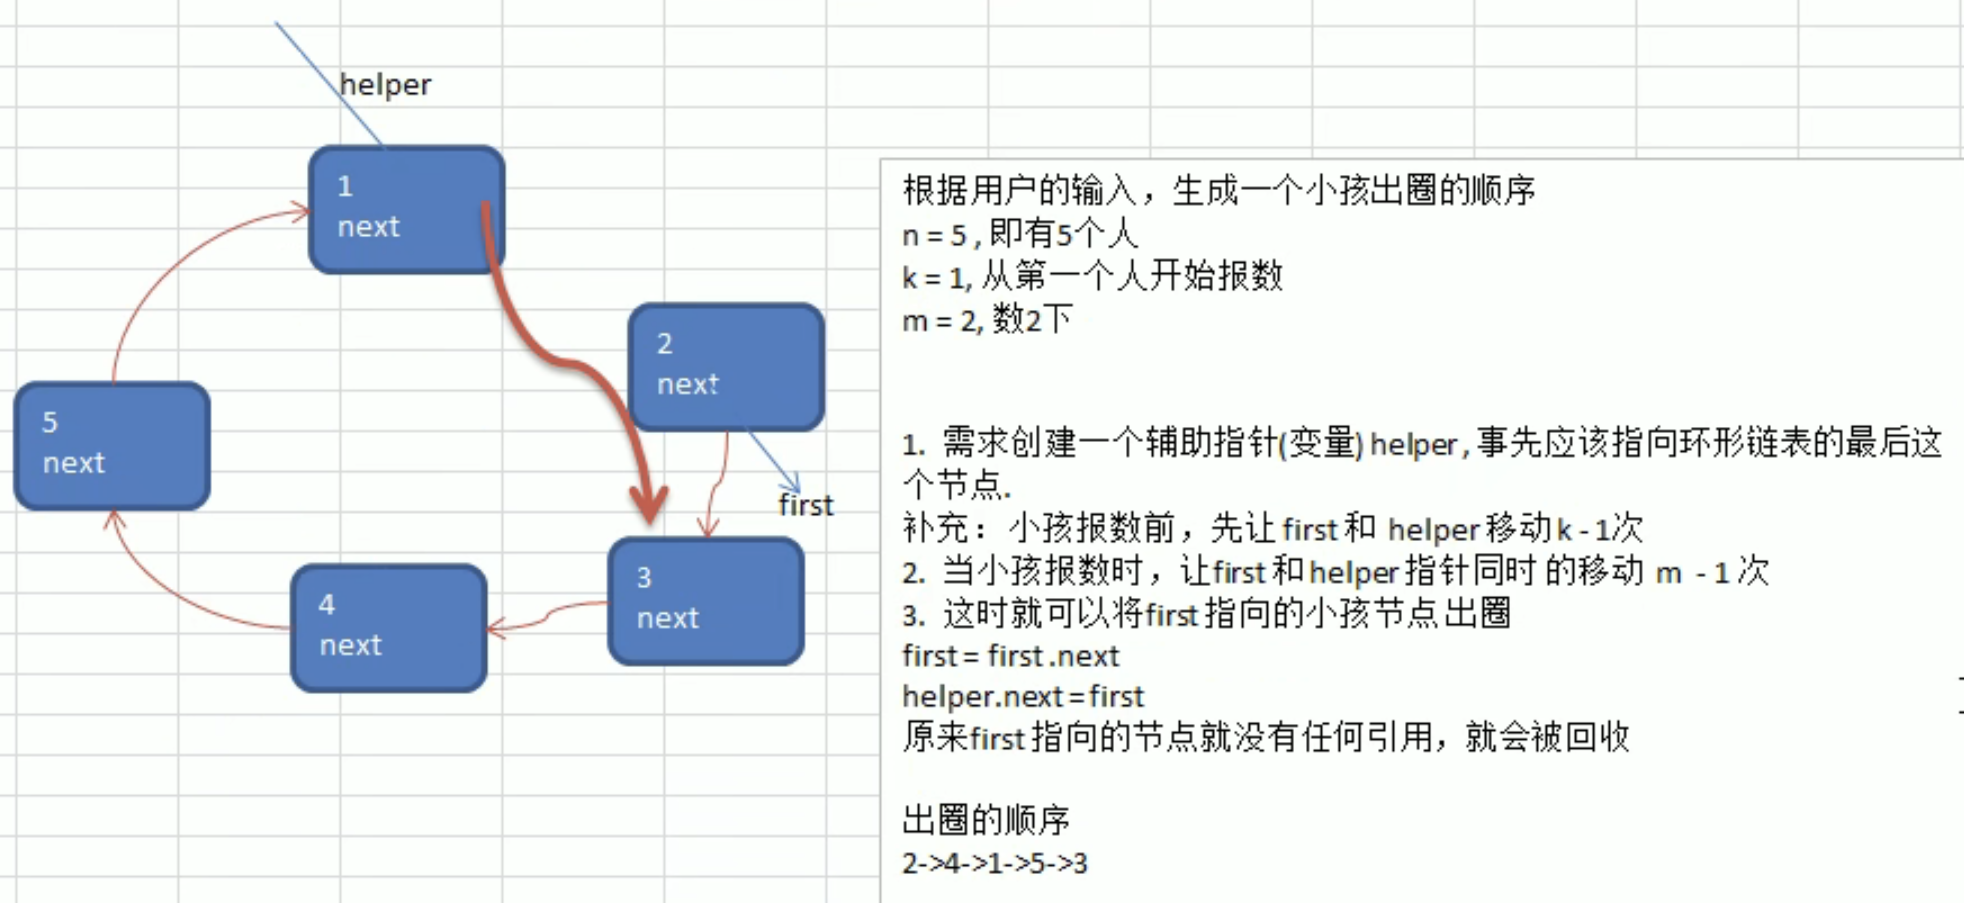 helper
1
next
2
next
first
3
next
4
next
5
next
根据用户的输入，生成一个小孩出圈的顺序
n = 5 , 即有5个人
k = 1, 从第一个人开始报数
m = 2, 数2下
1. 需求创建一个辅助指针(变量) helper , 事先应该指向环形链表的最后这
个节点.
补充： 小孩报数前，先让 first 和 helper 移动 k - 1次
2. 当小孩报数时，让first 和 helper 指针同时 的移动 m - 1 次
3. 这时就可以将first 指向的小孩节点 出圈
first = first .next
helper.next = first
原来first 指向的节点就没有任何引用，就会被回收
出圈的顺序
2->4->1->5->3